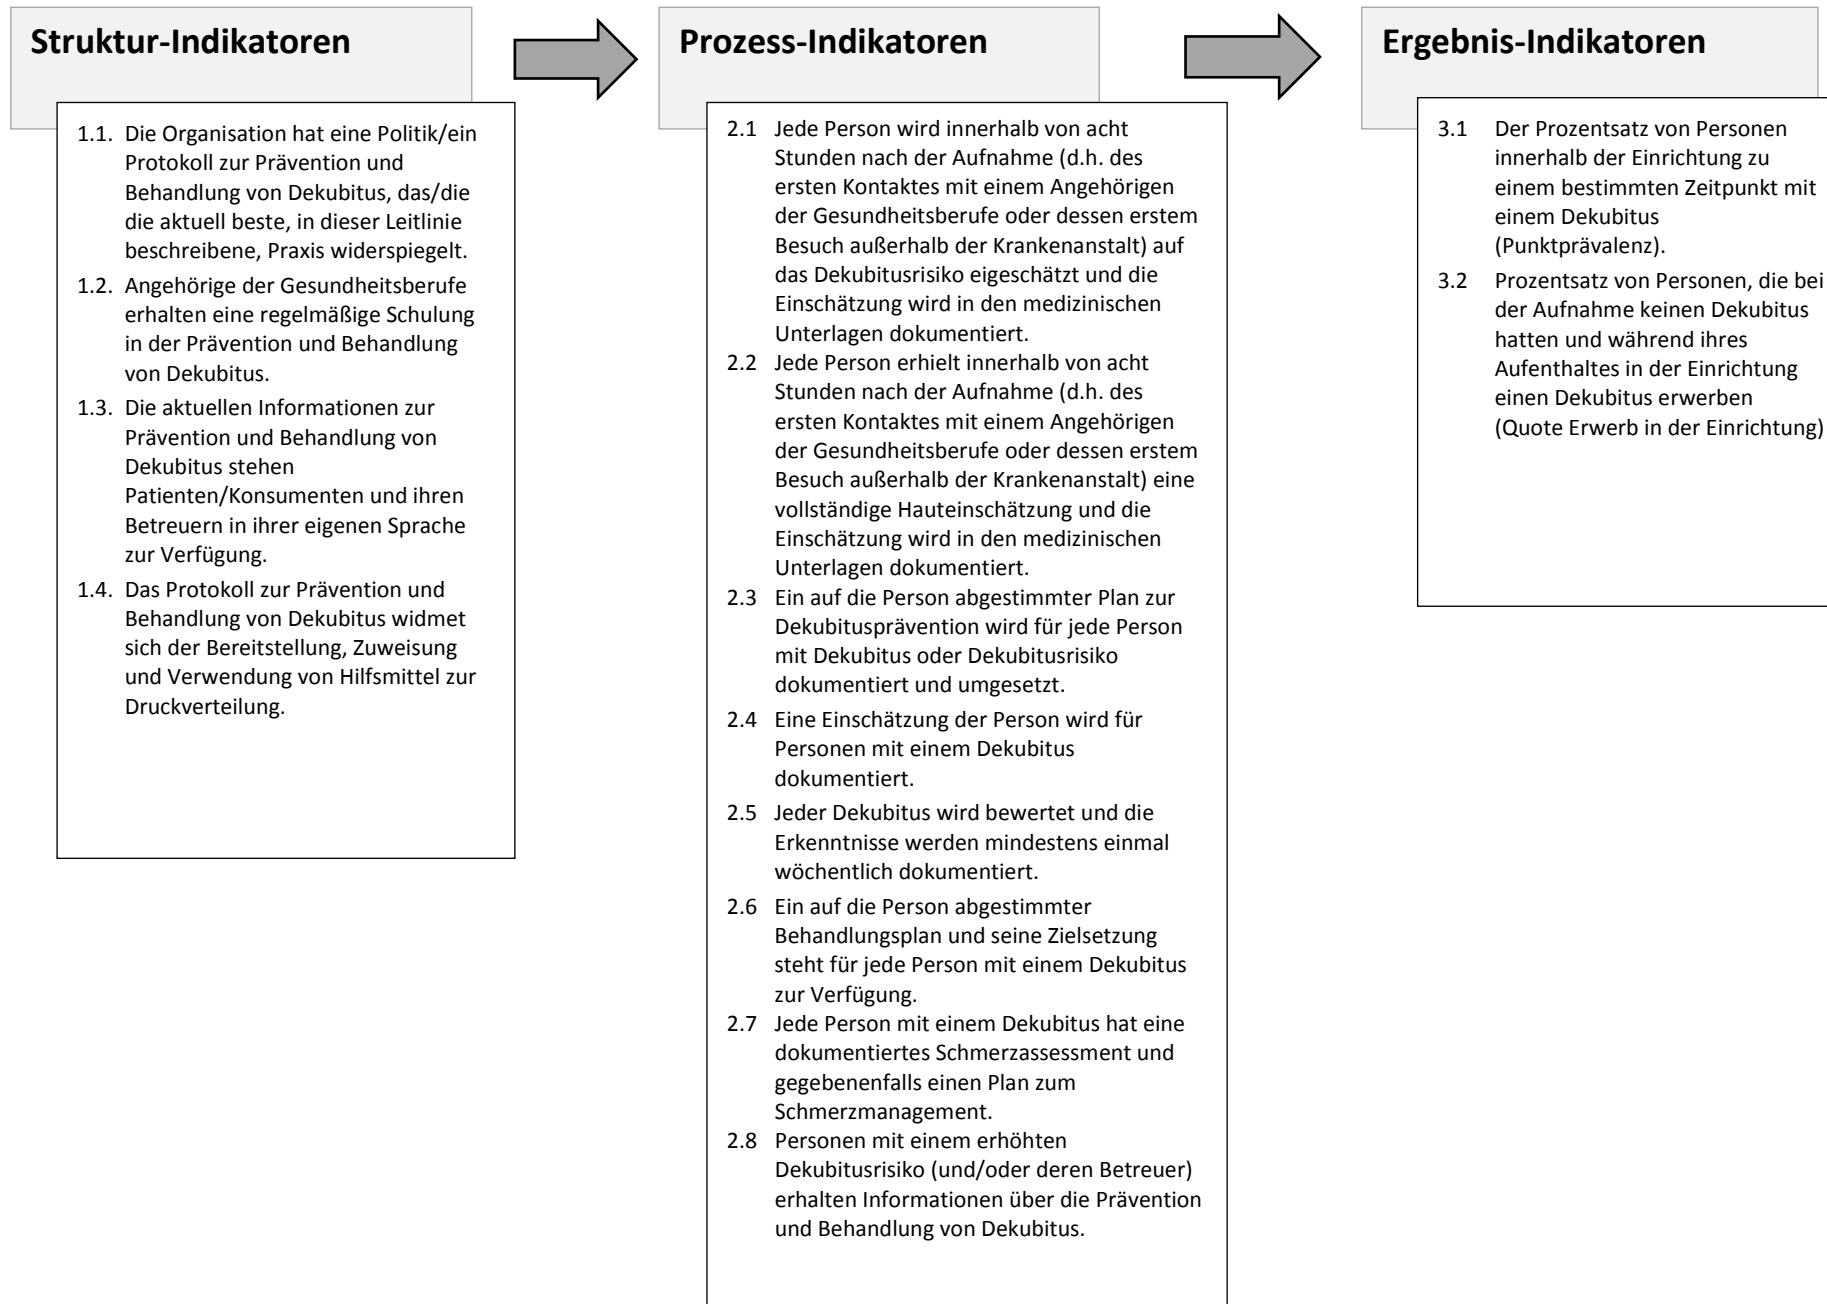 Struktur-Indikatoren
1.1. Die Organisation hat eine Politik/ein
Protokoll zur Prävention und
Behandlung von Dekubitus, das/die
die aktuell beste, in dieser Leitlinie
beschreibene, Praxis widerspiegelt.
1.2. Angehörige der Gesundheitsberufe
erhalten eine regelmäßige Schulung
in der Prävention und Behandlung
von Dekubitus.
1.3. Die aktuellen Informationen zur
Prävention und Behandlung von
Dekubitus stehen
Patienten/Konsumenten und ihren
Betreuern in ihrer eigenen Sprache
zur Verfügung.
1.4. Das Protokoll zur Prävention und
Behandlung von Dekubitus widmet
sich der Bereitstellung, Zuweisung
und Verwendung von Hilfsmittel zur
Druckverteilung.
Prozess-Indikatoren
2.1 Jede Person wird innerhalb von acht
Stunden nach der Aufnahme (d.h. des
ersten Kontaktes mit einem Angehörigen
der Gesundheitsberufe oder dessen erstem
Besuch außerhalb der Krankenanstalt) auf
das Dekubitusrisiko eigeschätzt und die
Einschätzung wird in den medizinischen
Unterlagen dokumentiert.
2.2 Jede Person erhielt innerhalb von acht
Stunden nach der Aufnahme (d.h. des
ersten Kontaktes mit einem Angehörigen
der Gesundheitsberufe oder dessen erstem
Besuch außerhalb der Krankenanstalt) eine
vollständige Hauteinschätzung und die
Einschätzung wird in den medizinischen
Unterlagen dokumentiert.
2.3 Ein auf die Person abgestimmter Plan zur
Dekubitusprävention wird für jede Person
mit Dekubitus oder Dekubitusrisiko
dokumentiert und umgesetzt.
2.4 Eine Einschätzung der Person wird für
Personen mit einem Dekubitus
dokumentiert.
2.5 Jeder Dekubitus wird bewertet und die
Erkenntnisse werden mindestens einmal
wöchentlich dokumentiert.
2.6 Ein auf die Person abgestimmter
Behandlungsplan und seine Zielsetzung
steht für jede Person mit einem Dekubitus
zur Verfügung.
2.7 Jede Person mit einem Dekubitus hat eine
dokumentiertes Schmerzassessment und
gegebenenfalls einen Plan zum
Schmerzmanagement.
2.8 Personen mit einem erhöhten
Dekubitusrisiko (und/oder deren Betreuer)
erhalten Informationen über die Prävention
und Behandlung von Dekubitus.
Ergebnis-Indikatoren
3.1 Der Prozentsatz von Personen
innerhalb der Einrichtung zu
einem bestimmten Zeitpunkt mit
einem Dekubitus
(Punktprävalenz).
3.2 Prozentsatz von Personen, die bei
der Aufnahme keinen Dekubitus
hatten und während ihres
Aufenthaltes in der Einrichtung
einen Dekubitus erwerben
(Quote Erwerb in der Einrichtung)